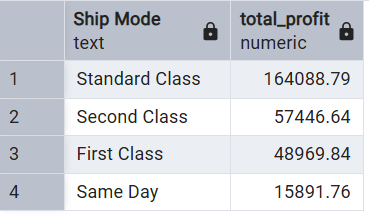 Ship Mode total_profit
text numeric
1 Standard Class 164088.79
2 Second Class 57446.64
3 First Class 48969.84
4 Same Day 15891.76